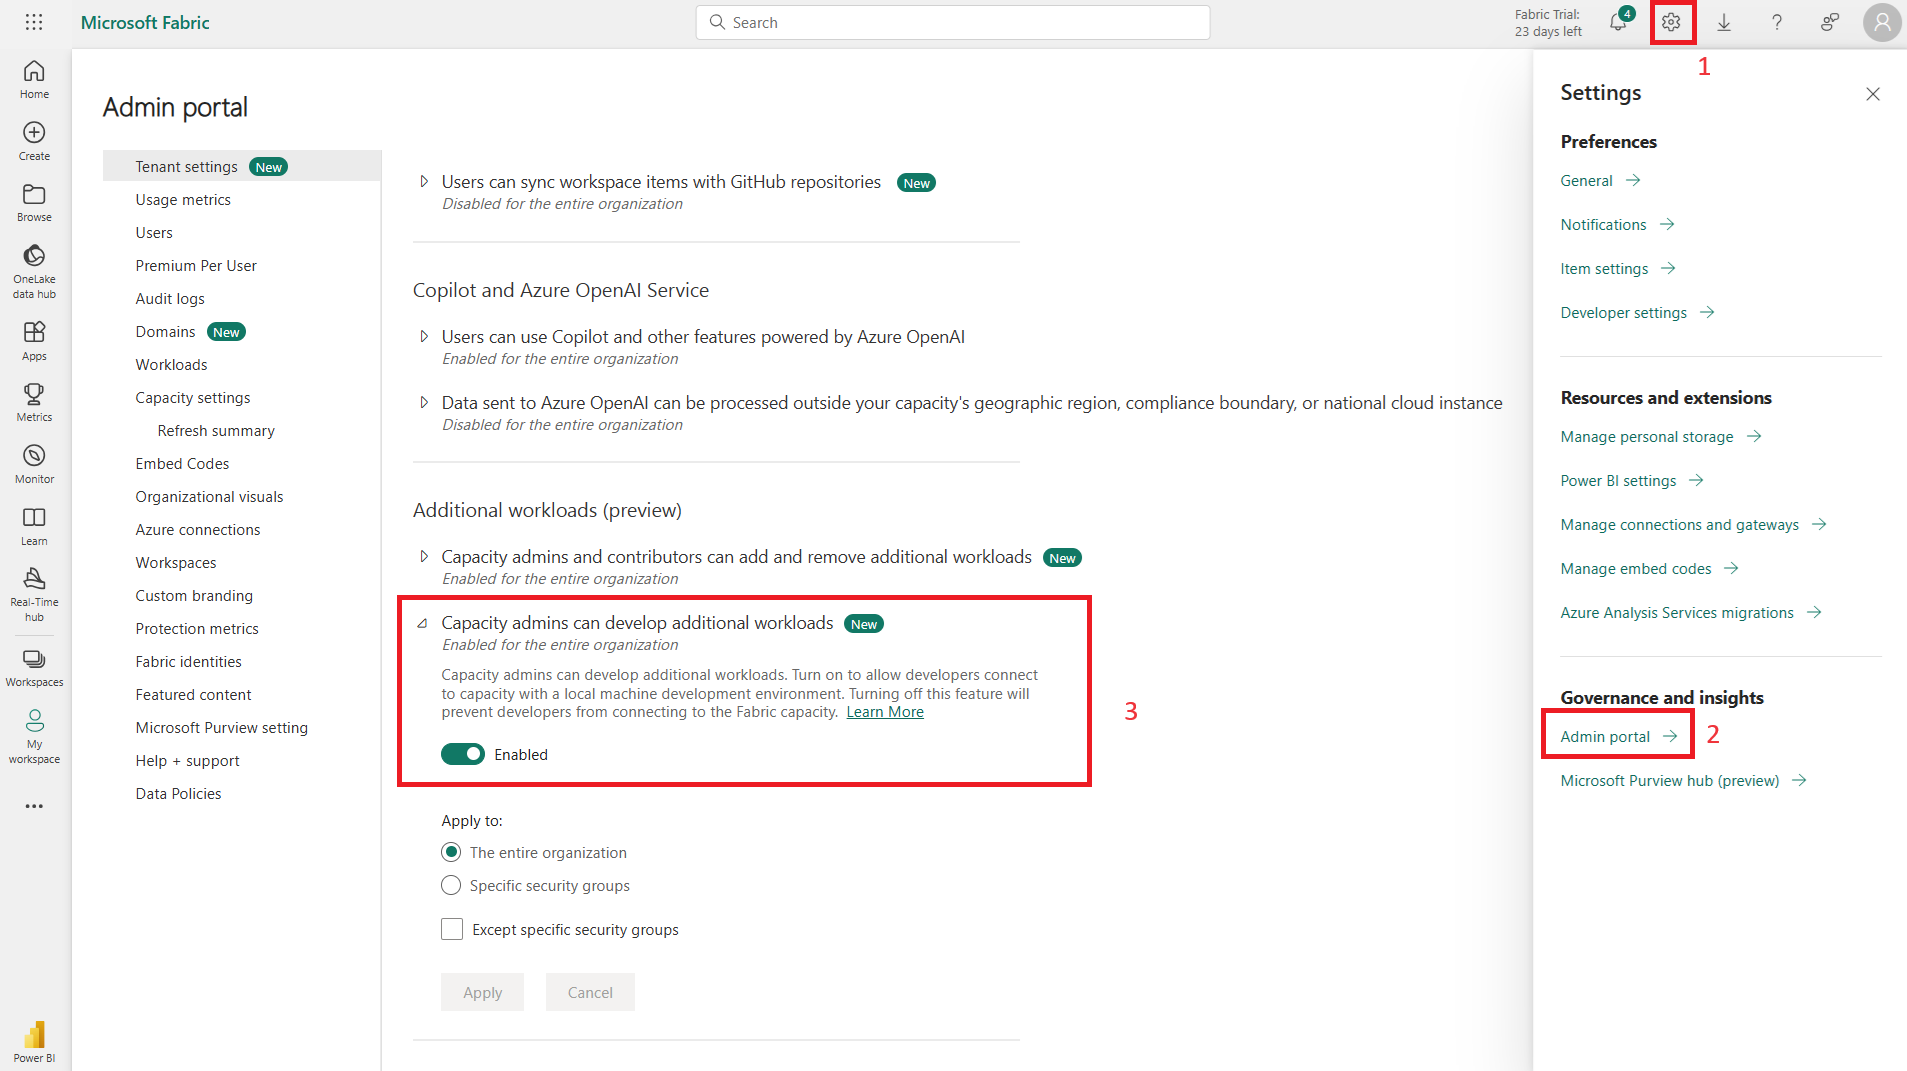 Microsoft Fabric
Search
Fabric Trial:
23 days left
4
1
Home
Create
Browse
OneLake
data hub
Apps
Metrics
Monitor
Learn
Real-Time
hub
Workspaces
My
workspace
Power BI
Admin portal
Tenant settings New
Usage metrics
Users
Premium Per User
Audit logs
Domains New
Workloads
Capacity settings
Refresh summary
Embed Codes
Organizational visuals
Azure connections
Workspaces
Custom branding
Protection metrics
Fabric identities
Featured content
Microsoft Purview setting
Help + support
Data Policies
Users can sync workspace items with GitHub repositories New
Disabled for the entire organization
Copilot and Azure OpenAI Service
Users can use Copilot and other features powered by Azure OpenAI
Enabled for the entire organization
Data sent to Azure OpenAI can be processed outside your capacity's geographic region, compliance boundary, or national cloud instance
Disabled for the entire organization
Additional workloads (preview)
Capacity admins and contributors can add and remove additional workloads New
Enabled for the entire organization
Capacity admins can develop additional workloads New
Enabled for the entire organization
Capacity admins can develop additional workloads. Turn on to allow developers connect
to capacity with a local machine development environment. Turning off this feature will
prevent developers from connecting to the Fabric capacity. Learn More
Enabled
3
Apply to:
The entire organization
Specific security groups
Except specific security groups
Apply Cancel
Settings
Preferences
General
Notifications
Item settings
Developer settings
Resources and extensions
Manage personal storage
Power BI settings
Manage connections and gateways
Manage embed codes
Azure Analysis Services migrations
Governance and insights
Admin portal
2
Microsoft Purview hub (preview)